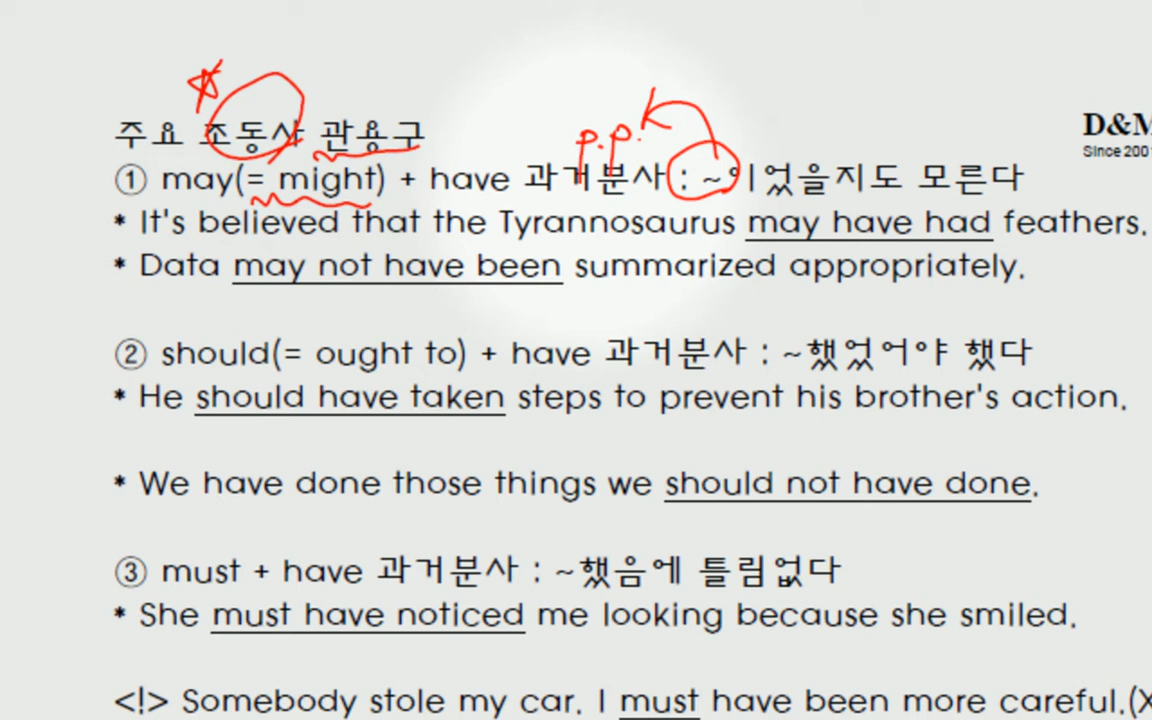 p.p.
주요 조동사 관용구
D&M
Since 2001
① may(= might) + have 과거분사 : ~이었을지도 모른다
* It's believed that the Tyrannosaurus may have had feathers.
* Data may not have been summarized appropriately.
② should(= ought to) + have 과거분사 : ~했었어야 했다
* He should have taken steps to prevent his brother's action.
* We have done those things we should not have done.
③ must + have 과거분사 : ~했음에 틀림없다
* She must have noticed me looking because she smiled.
<!> Somebody stole my car. I must have been more careful.(X